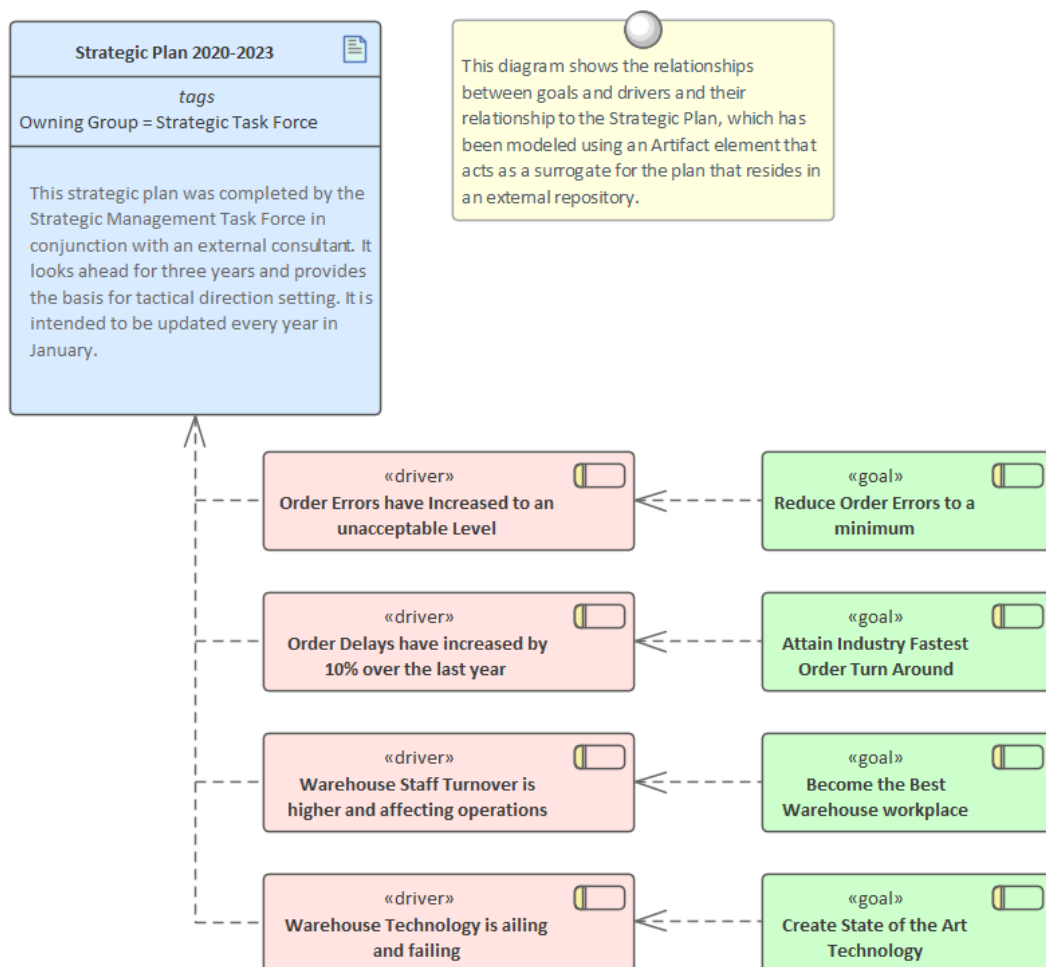 Strategic Plan 2020-2023
tags
Owning Group = Strategic Task Force
This strategic plan was completed by the
Strategic Management Task Force in
conjunction with an external consultant. It
looks ahead for three years and provides
the basis for tactical direction setting. It is
intended to be updated every year in
January.
This diagram shows the relationships
between goals and drivers and their
relationship to the Strategic Plan, which has
been modeled using an Artifact element that
acts as a surrogate for the plan that resides in
an external repository.
«driver»
Order Errors have Increased to an
unacceptable Level
«goal»
Reduce Order Errors to a
minimum
«driver»
Order Delays have increased by
10% over the last year
«goal»
Attain Industry Fastest
Order Turn Around
«driver»
Warehouse Staff Turnover is
higher and affecting operations
«goal»
Become the Best
Warehouse workplace
«driver»
Warehouse Technology is ailing
and failing
«goal»
Create State of the Art
Technology